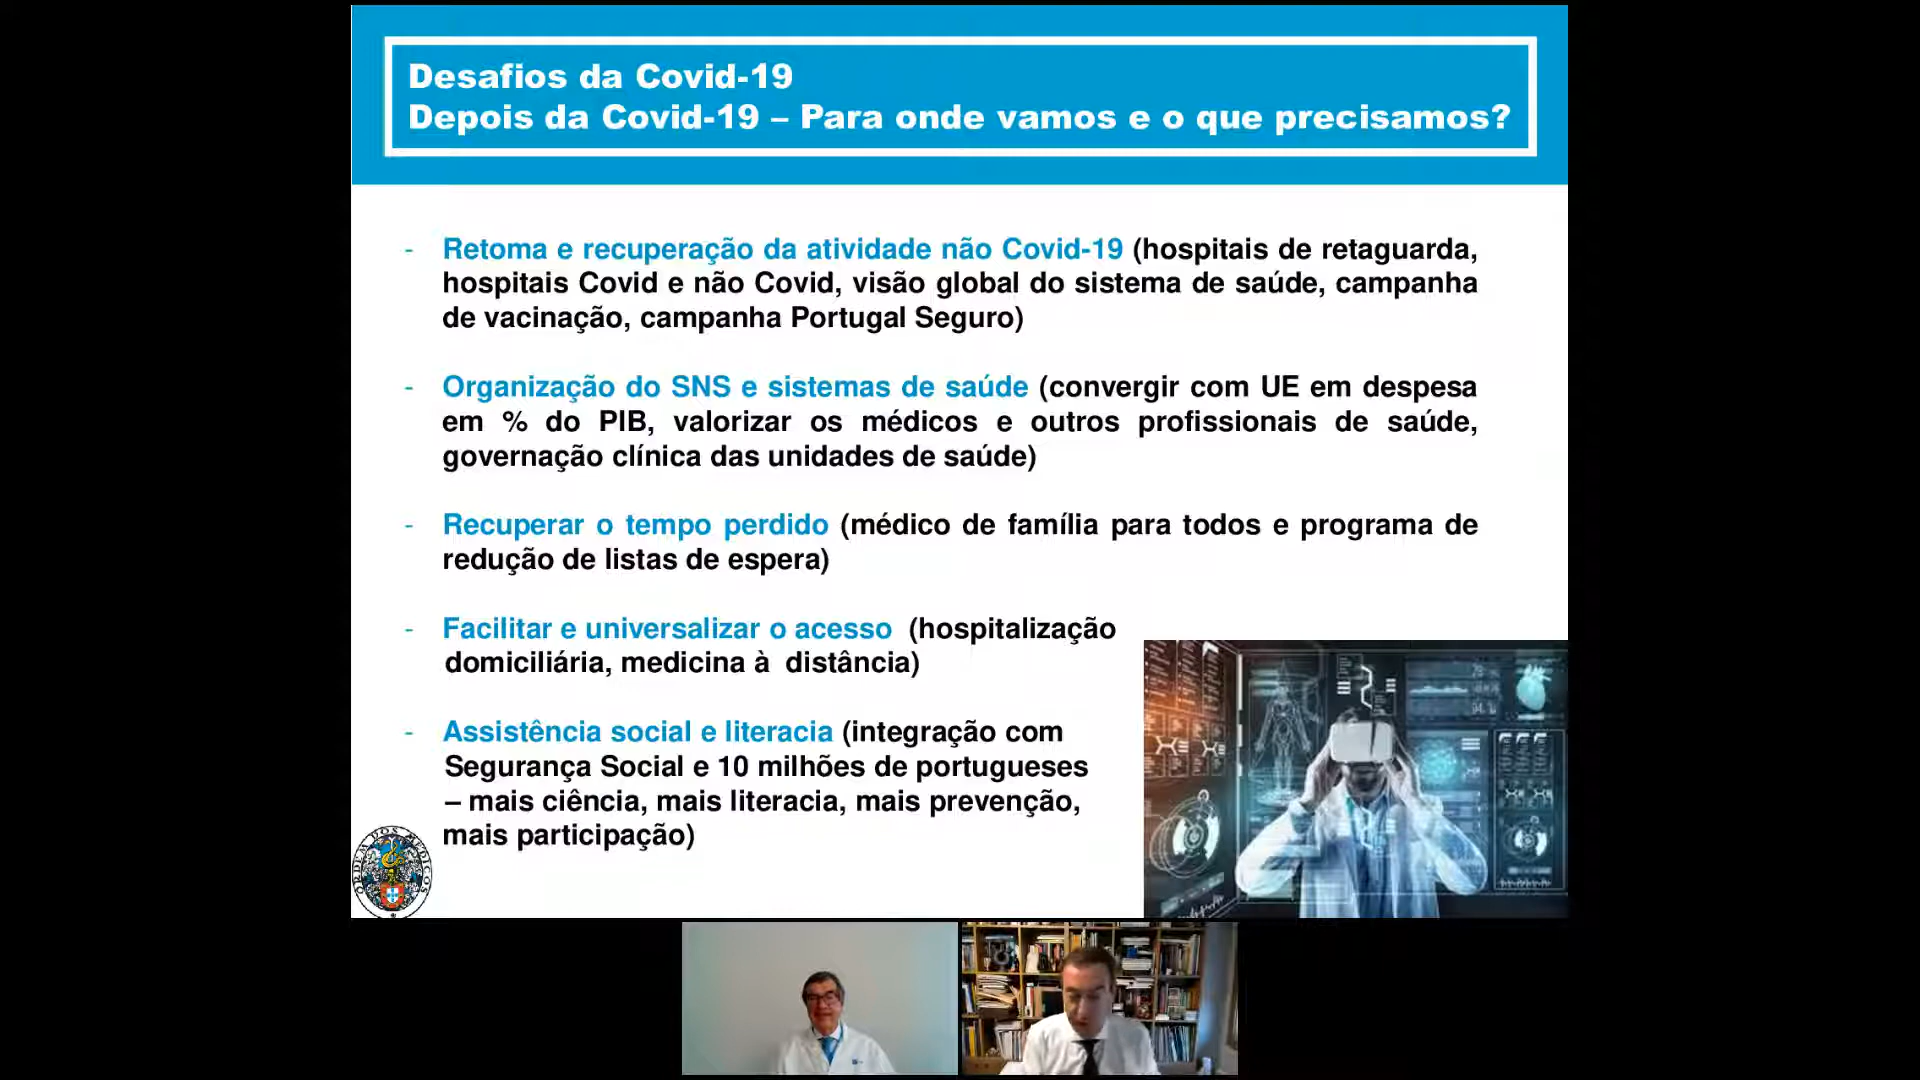 Desafios da Covid-19
Depois da Covid-19 – Para onde vamos e o que precisamos?
- Retoma e recuperação da atividade não Covid-19 (hospitais de retaguarda,
hospitais Covid e não Covid, visão global do sistema de saúde, campanha
de vacinação, campanha Portugal Seguro)
- Organização do SNS e sistemas de saúde (convergir com UE em despesa
em % do PIB, valorizar os médicos e outros profissionais de saúde,
governação clínica das unidades de saúde)
- Recuperar o tempo perdido (médico de família para todos e programa de
redução de listas de espera)
- Facilitar e universalizar o acesso (hospitalização
domiciliária, medicina à distância)
- Assistência social e literacia (integração com
Segurança Social e 10 milhões de portugueses
– mais ciência, mais literacia, mais prevenção,
mais participação)
ORDEM DOS MÉDICOS